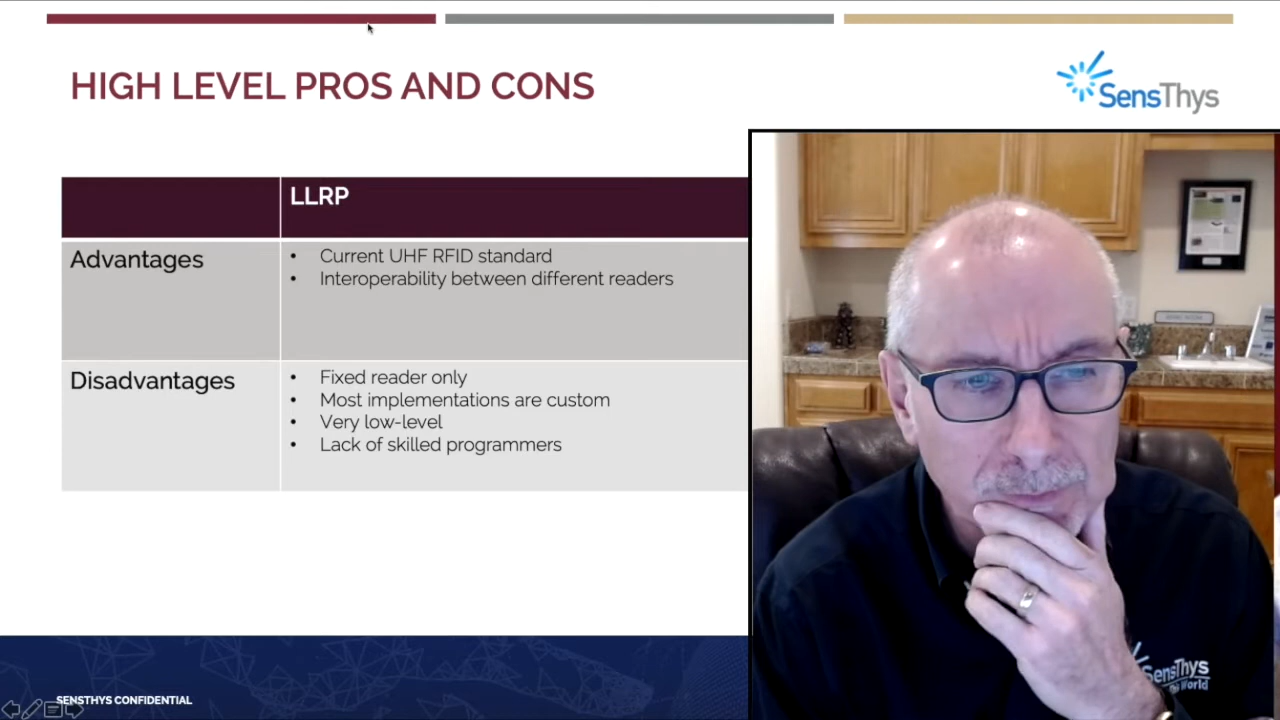 HIGH LEVEL PROS AND CONS
SensThys
LLRP
Advantages
• Current UHF RFID standard
• Interoperability between different readers
Disadvantages
• Fixed reader only
• Most implementations are custom
• Very low-level
• Lack of skilled programmers
SensThys
World
SENSTHYS CONFIDENTIAL